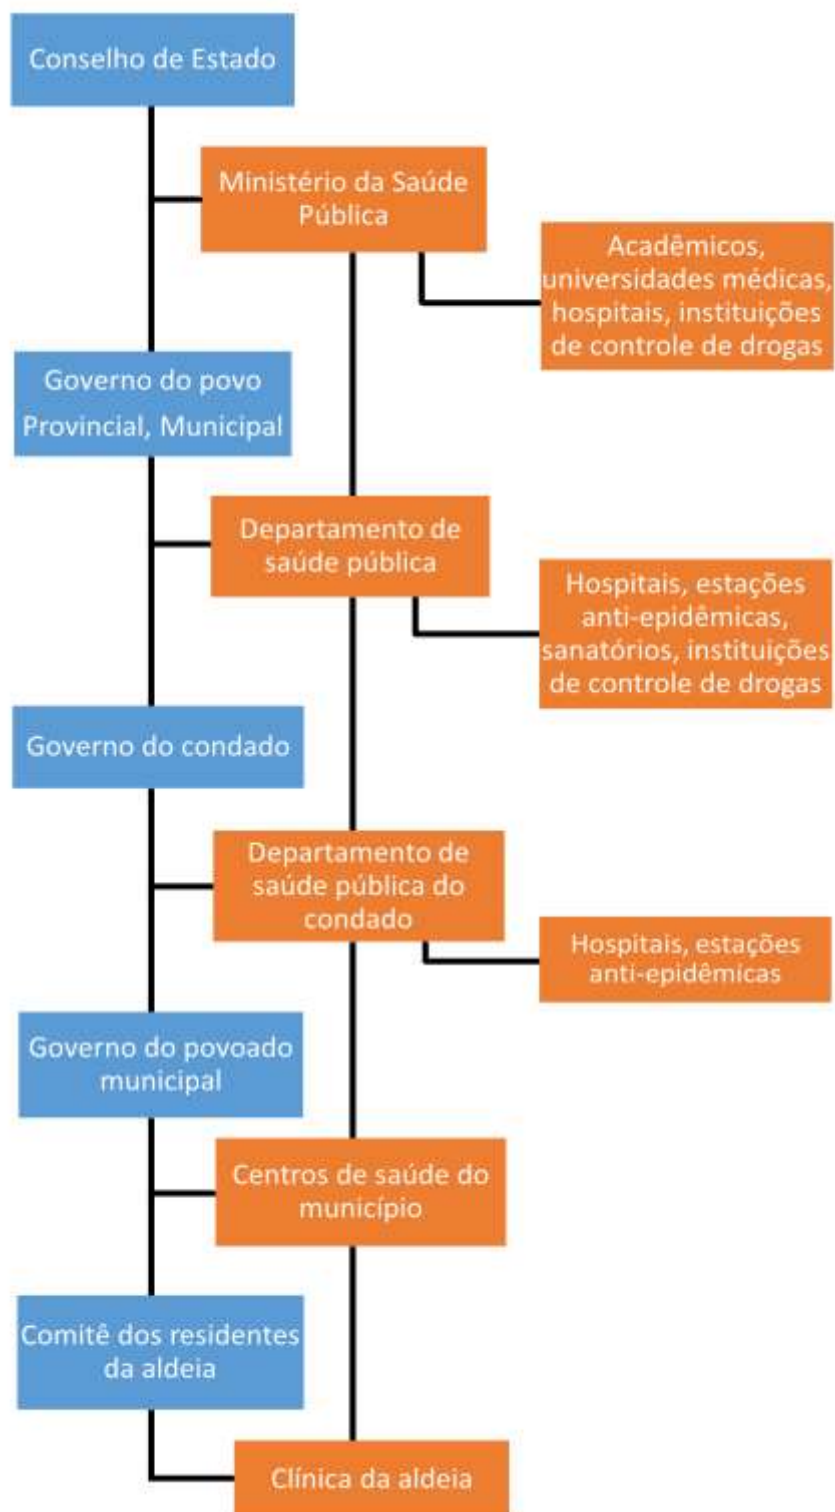 Conselho de Estado
Ministério da Saúde
Pública
Acadêmicos,
universidades médicas,
hospitais, instituições
de controle de drogas
Governo do povo
Provincial, Municipal
Departamento de
saúde pública
Hospitais, estações
anti-epidêmicas,
sanatórios, instituições
de controle de drogas
Governo do condado
Departamento de
saúde pública do
condado
Hospitais, estações
anti-epidêmicas
Governo do povoado
municipal
Centros de saúde do
município
Comitê dos residentes
da aldeia
Clínica da aldeia